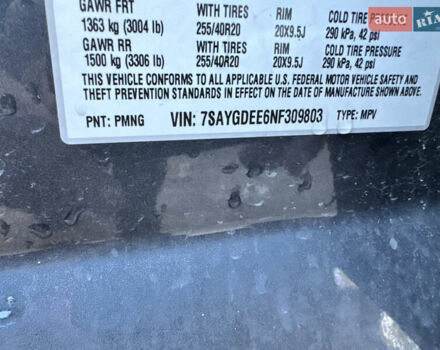 GAWR FRT WITH TIRES RIM COLD TIRE PRESSURE
1363 kg (3004 lb) 255/40R20 20X9.5J 290 kPa, 42 psi
GAWR RR WITH TIRES RIM COLD TIRE PRESSURE
1500 kg (3306 lb) 255/40R20 20X9.5J 290 kPa, 42 psi
THIS VEHICLE CONFORMS TO ALL APPLICABLE U.S. FEDERAL MOTOR VEHICLE SAFETY AND
THEFT PREVENTION STANDARDS IN EFFECT ON THE DATE OF MANUFACTURE SHOWN ABOVE.
PNT: PMNG VIN: 7SAYGDEE6NF309803 TYPE: MPV
AUTO
RIA